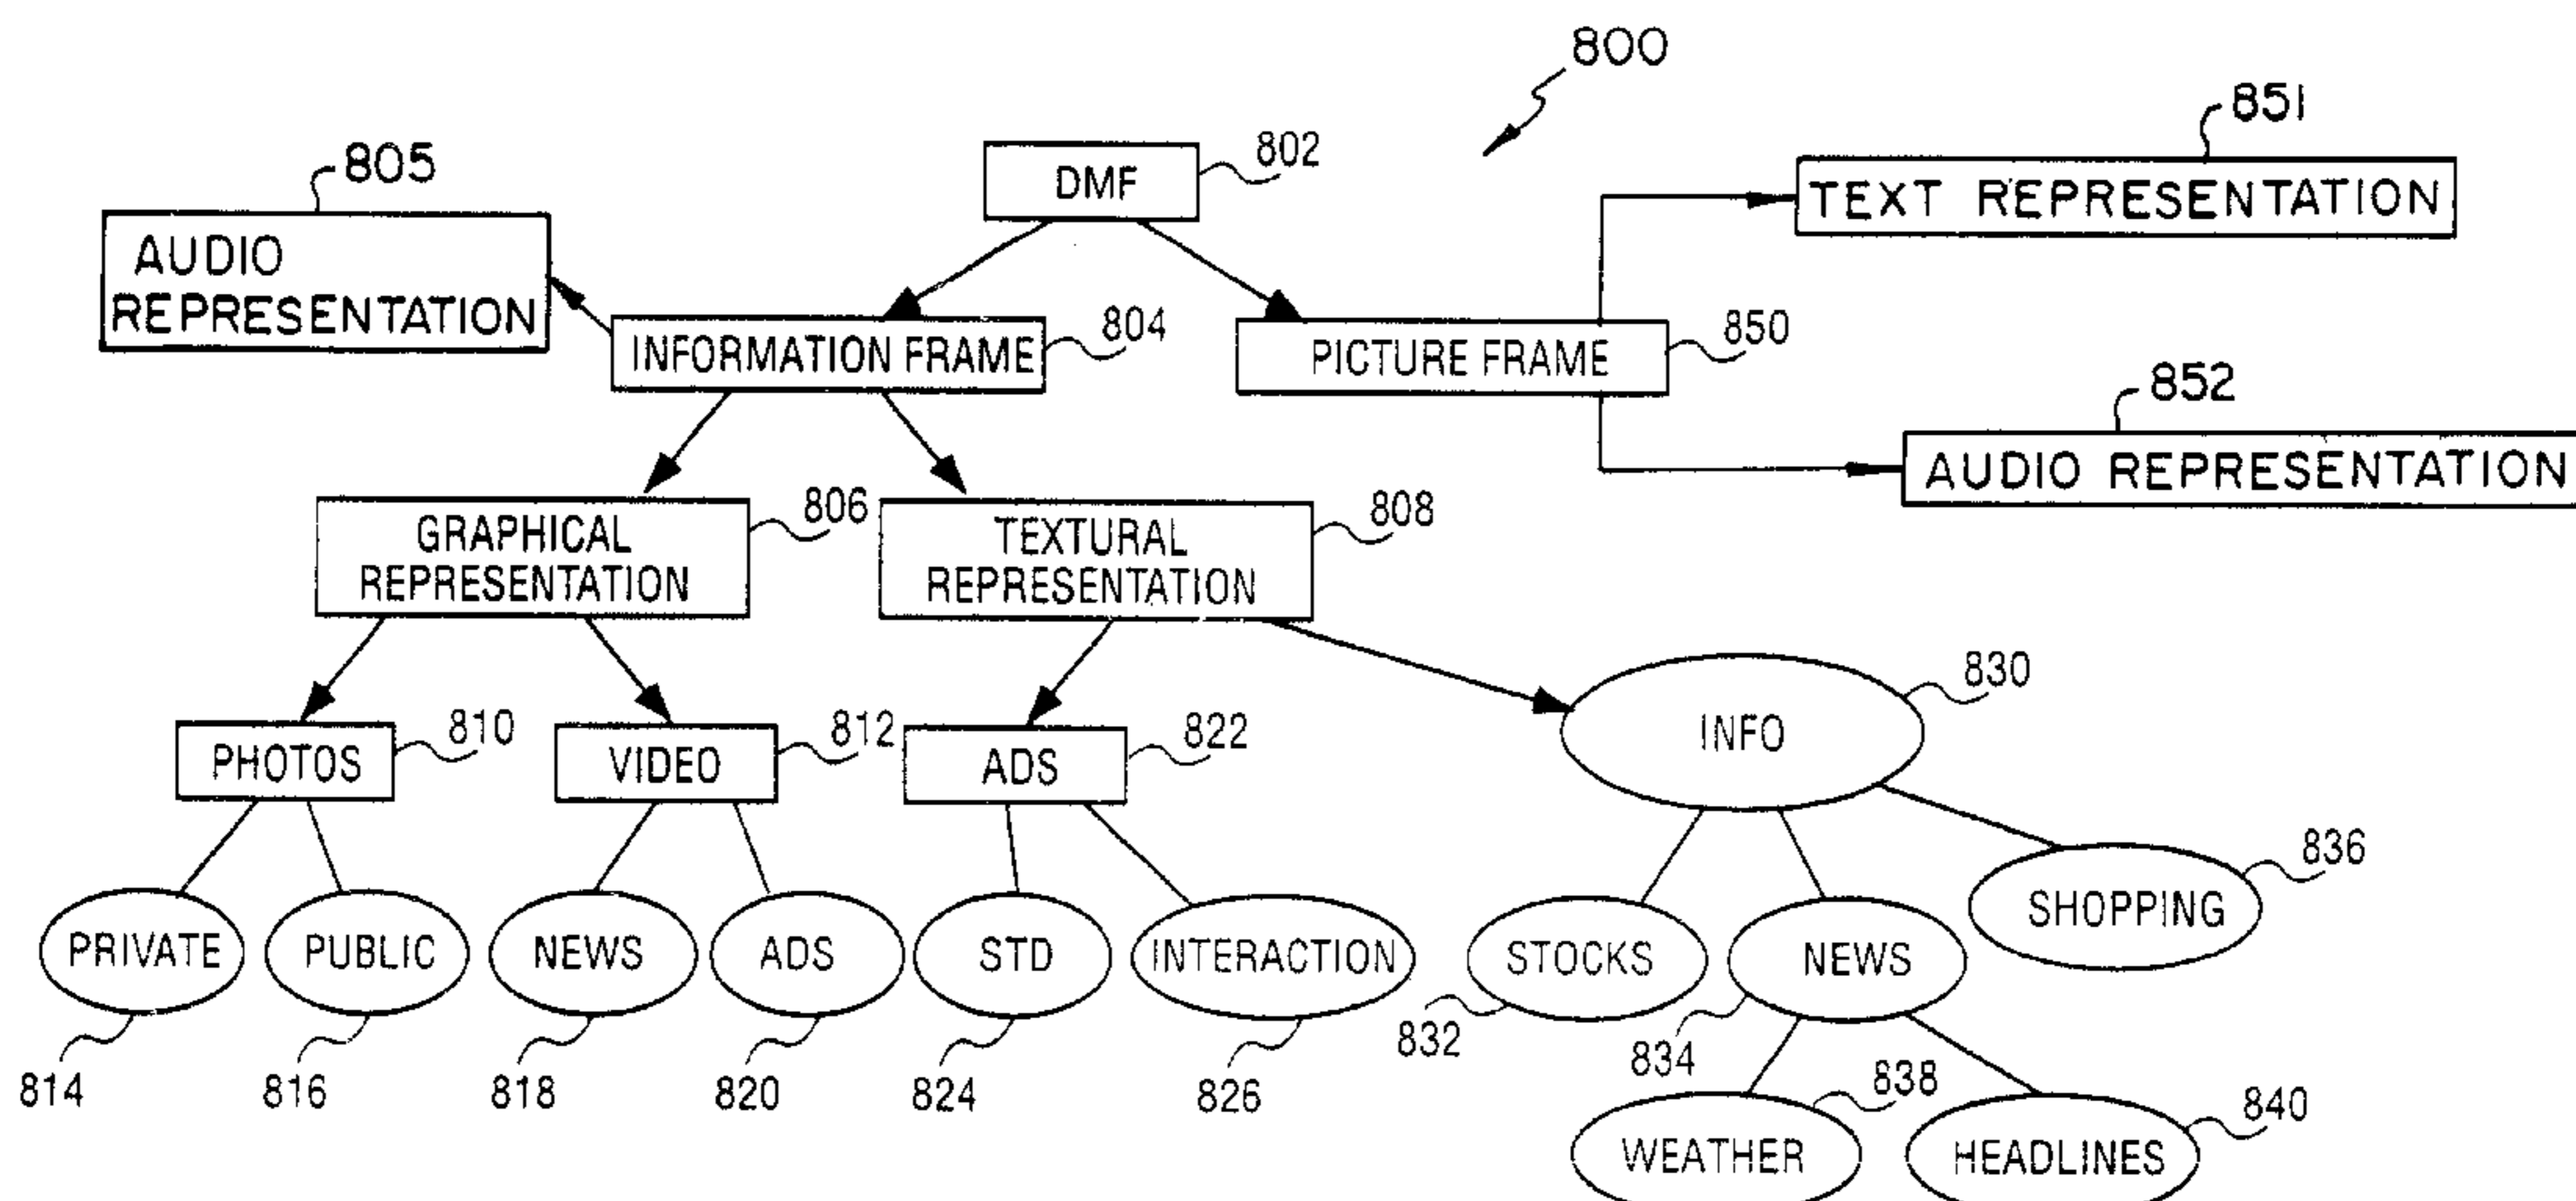 800
851
802
805
DMF
TEXT REPRESENTATION
AUDIO
REPRESENTATION
804
850
INFORMATION FRAME
PICTURE FRAME
852
AUDIO REPRESENTATION
806
808
GRAPHICAL
REPRESENTATION
TEXTURAL
REPRESENTATION
830
INFO
810
812
822
PHOTOS
VIDEO
ADS
836
SHOPPING
PRIVATE
PUBLIC
NEWS
ADS
STD
INTERACTION
STOCKS
NEWS
832
834
814
816
818
820
824
826
838
840
WEATHER
HEADLINES